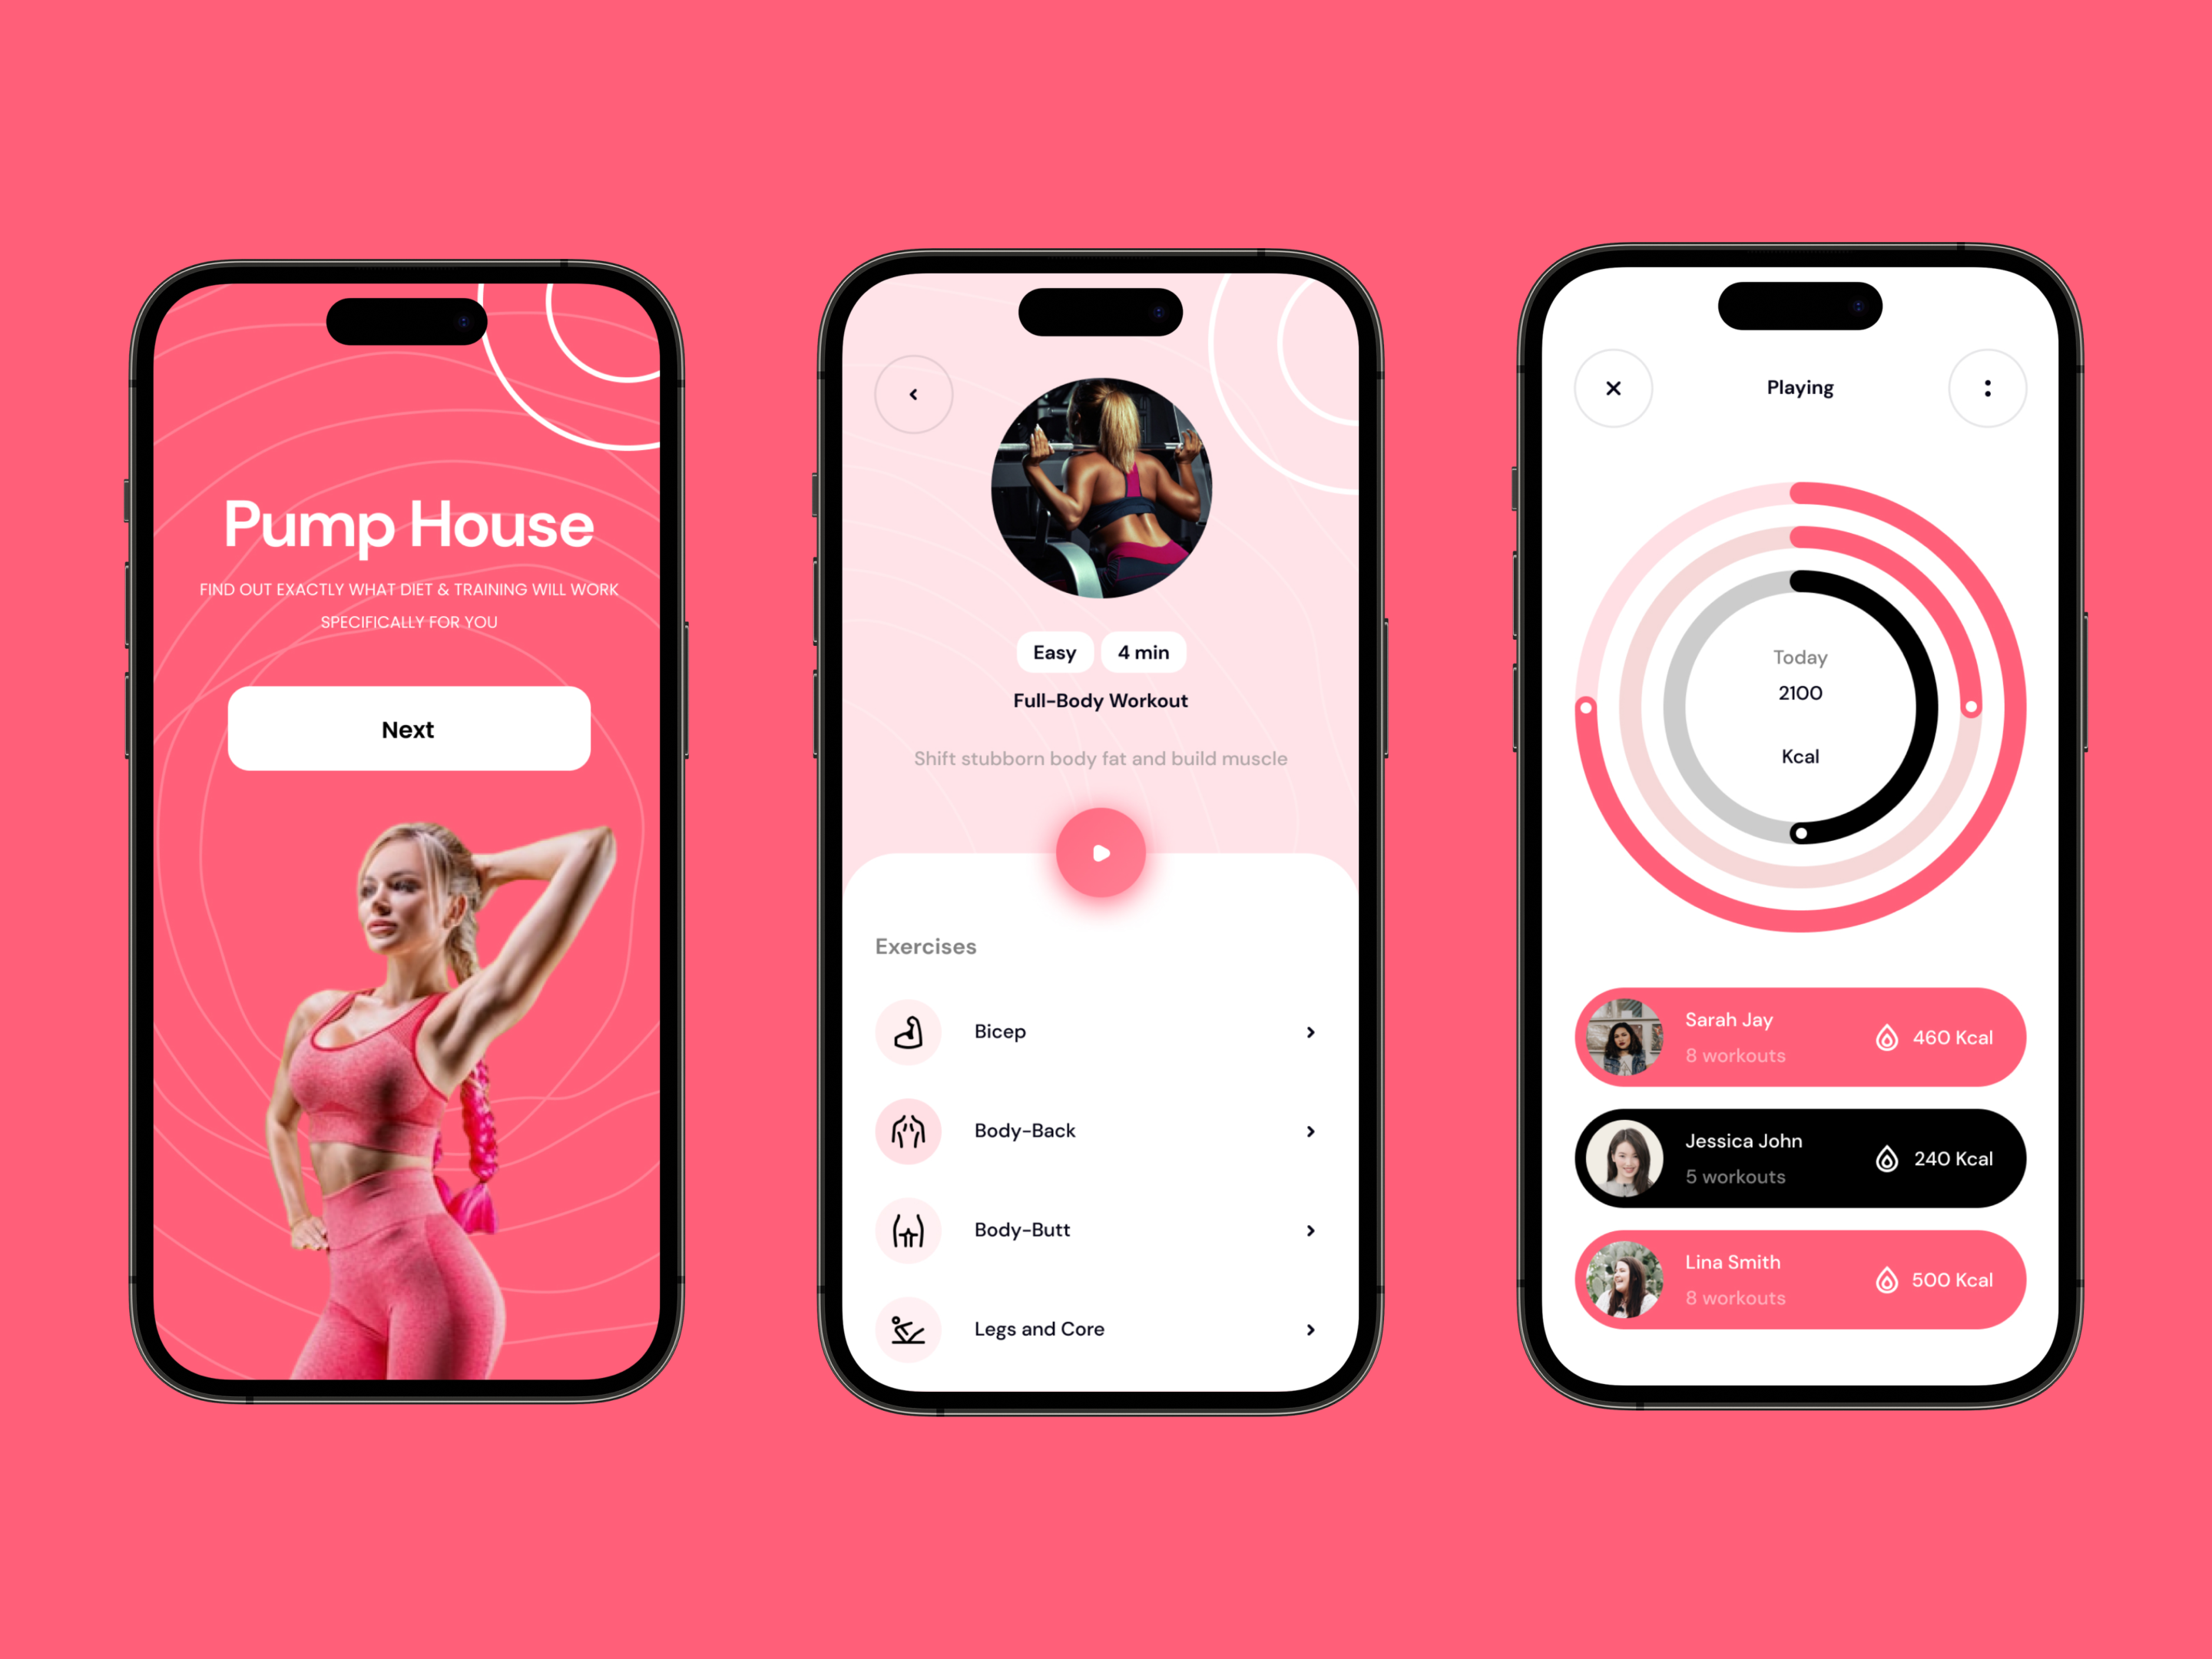 Pump House
FIND OUT EXACTLY WHAT DIET & TRAINING WILL WORK
SPECIFICALLY FOR YOU
Next
Easy
4 min
Full-Body Workout
Shift stubborn body fat and build muscle
Exercises
Bicep
Body-Back
Body-Butt
Legs and Core
Playing
Today
2100
Kcal
Sarah Jay
8 workouts
460 Kcal
Jessica John
5 workouts
240 Kcal
Lina Smith
8 workouts
500 Kcal